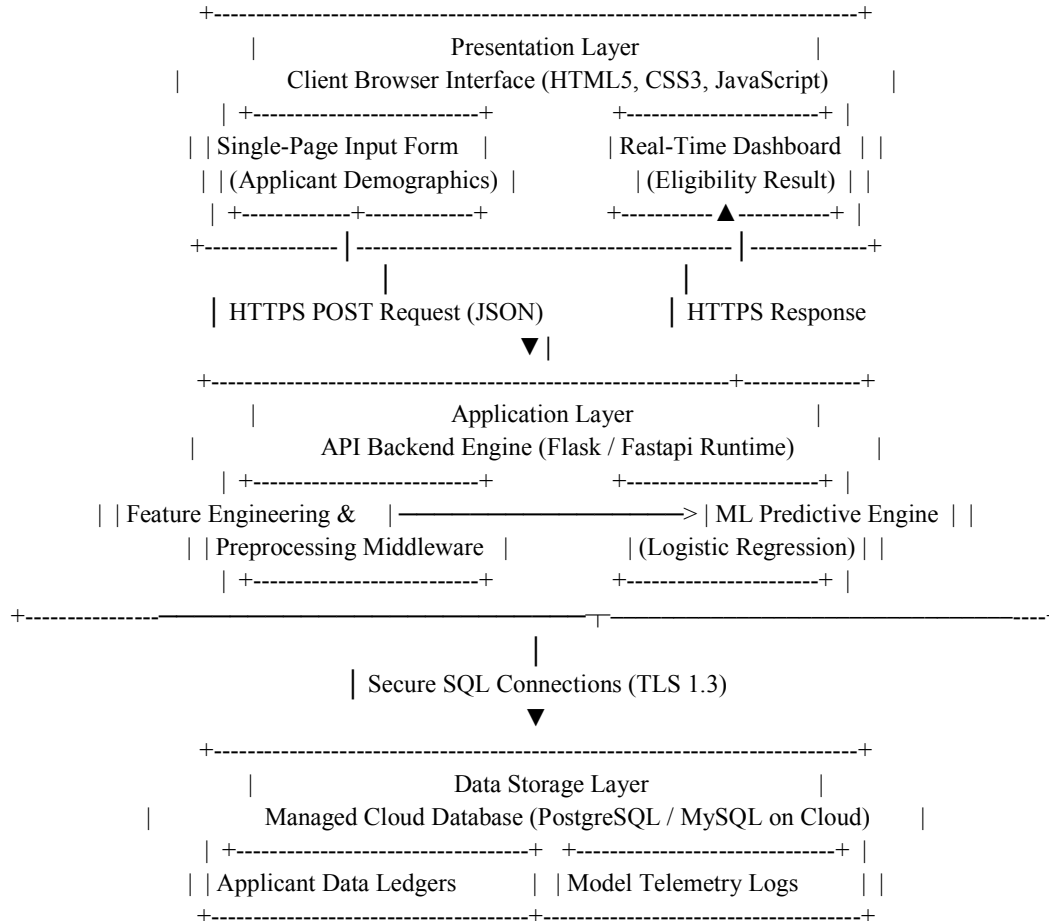 Presentation Layer
Client Browser Interface (HTML5, CSS3, JavaScript)
Single-Page Input Form Real-Time Dashboard
(Applicant Demographics) (Eligibility Result)
HTTPS POST Request (JSON) HTTPS Response
Application Layer
API Backend Engine (Flask / Fastapi Runtime)
Feature Engineering & ML Predictive Engine
Preprocessing Middleware (Logistic Regression)
Secure SQL Connections (TLS 1.3)
Data Storage Layer
Managed Cloud Database (PostgreSQL / MySQL on Cloud)
Applicant Data Ledgers Model Telemetry Logs